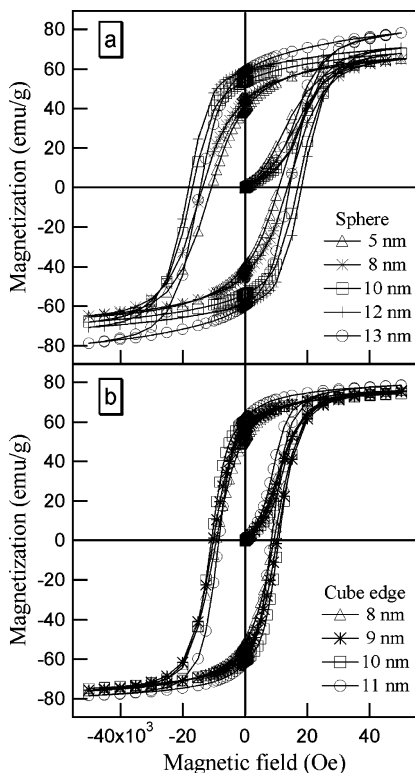 a
Magnetization (emu/g)
80
60
40
20
0
-20
-40
-60
-80
Sphere
5 nm
8 nm
10 nm
12 nm
13 nm
b
Magnetization (emu/g)
80
60
40
20
0
-20
-40
-60
-80
Cube edge
8 nm
9 nm
10 nm
11 nm
-40x10³
-20
0
20
40
Magnetic field (Oe)